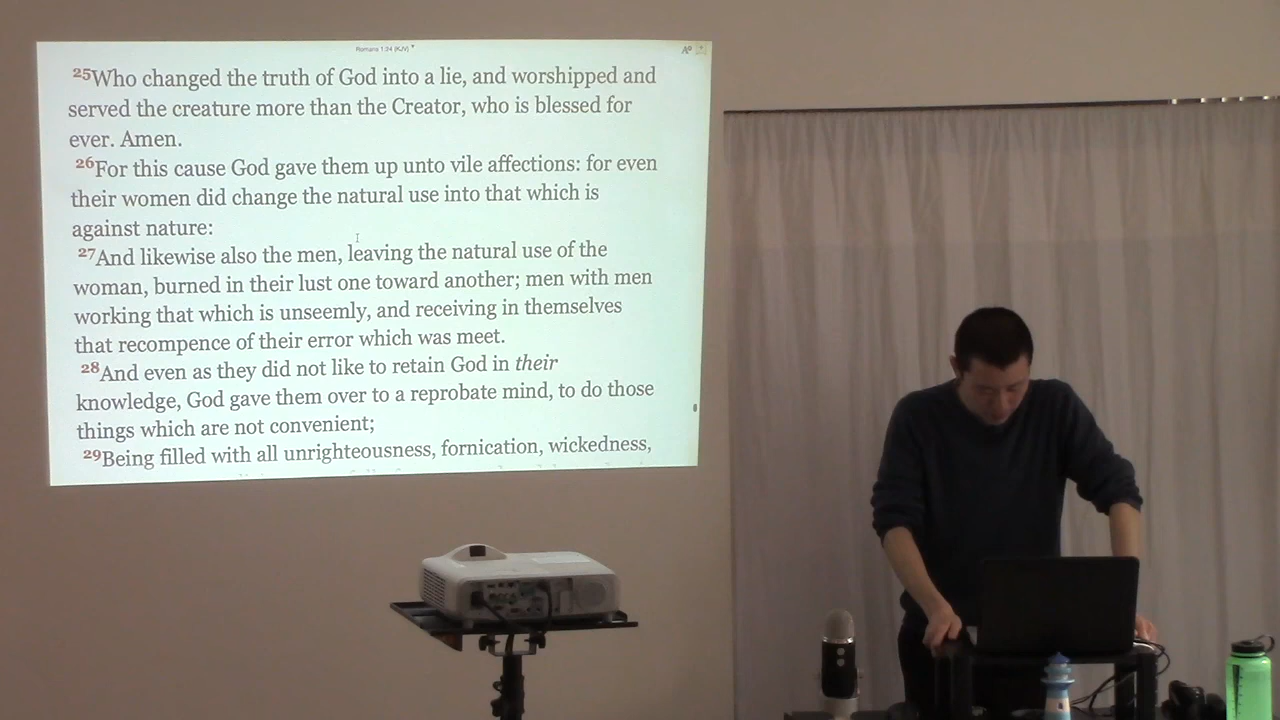 Romans 1:24 (KJV)
25Who changed the truth of God into a lie, and worshipped and
served the creature more than the Creator, who is blessed for
ever. Amen.
26For this cause God gave them up unto vile affections: for even
their women did change the natural use into that which is
against nature:
27And likewise also the men, leaving the natural use of the
woman, burned in their lust one toward another; men with men
working that which is unseemly, and receiving in themselves
that recompence of their error which was meet.
28And even as they did not like to retain God in their
knowledge, God gave them over to a reprobate mind, to do those
things which are not convenient;
29Being filled with all unrighteousness, fornication, wickedness,